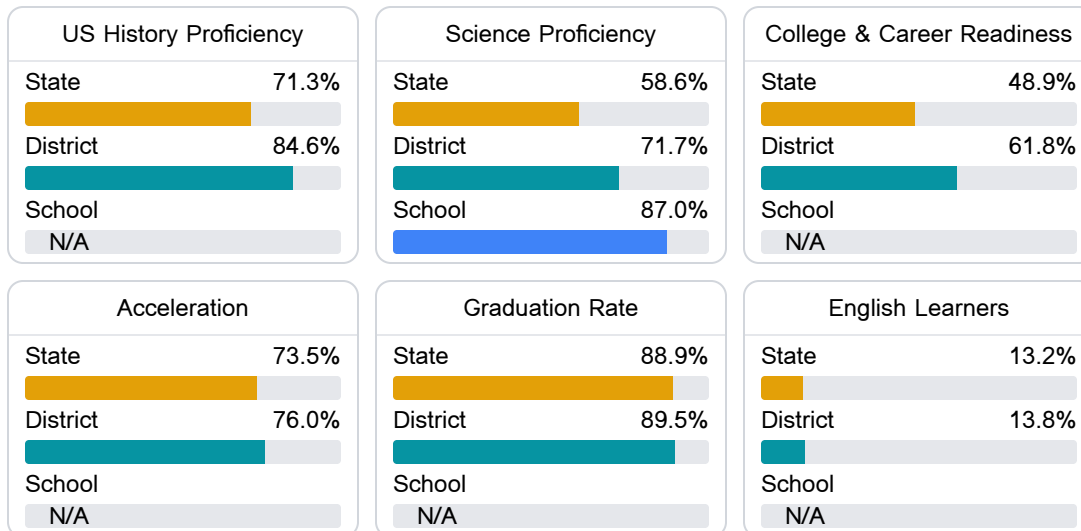 US History Proficiency
State 71.3%
District 84.6%
School
N/A
Science Proficiency
State 58.6%
District 71.7%
School 87.0%
College & Career Readiness
State 48.9%
District 61.8%
School
N/A
Acceleration
State 73.5%
District 76.0%
School
N/A
Graduation Rate
State 88.9%
District 89.5%
School
N/A
English Learners
State 13.2%
District 13.8%
School
N/A